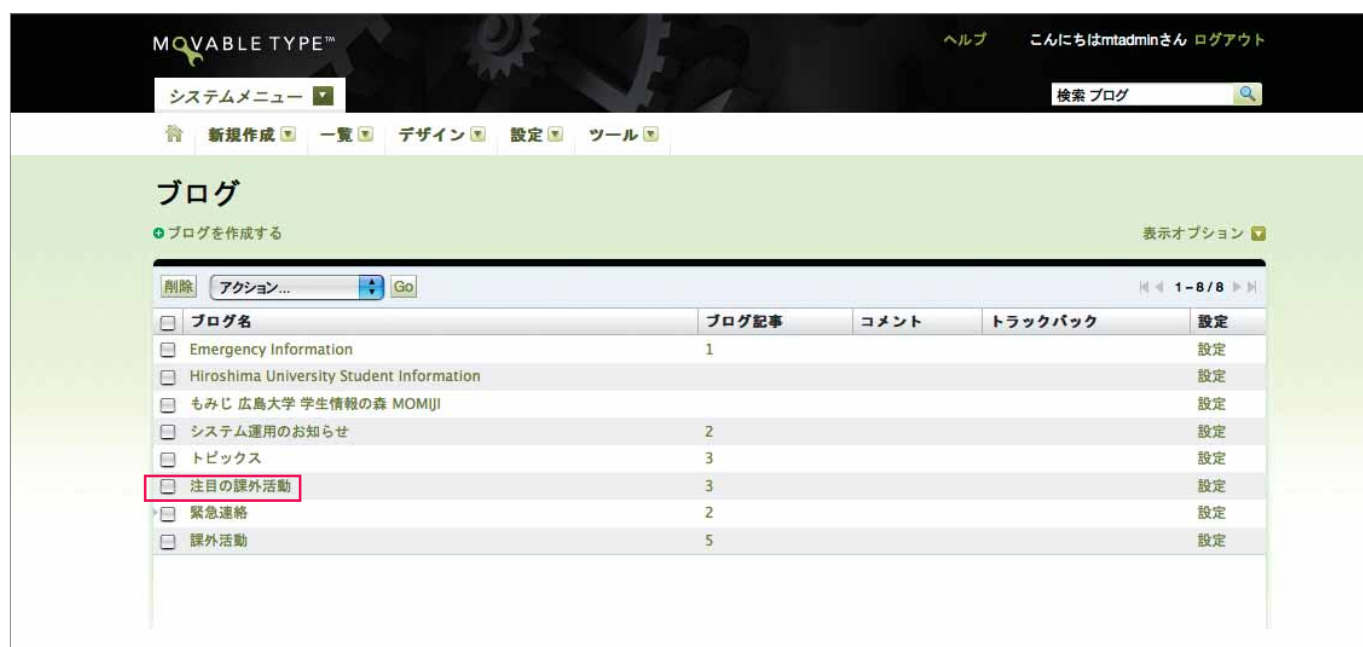 MOVABLE TYPE™
ヘルプ こんにちはmtadminさん ログアウト
システムメニュー 検索 ブログ
新規作成 一覧 デザイン 設定 ツール
ブログ
ブログを作成する 表示オプション
削除 アクション... Go 1-8/8
ブログ名 ブログ記事 コメント トラックバック 設定
Emergency Information 1 設定
Hiroshima University Student Information 設定
もみじ 広島大学 学生情報の森 MOMIJI 設定
システム運用のお知らせ 2 設定
トピックス 3 設定
注目の課外活動 3 設定
緊急連絡 2 設定
課外活動 5 設定